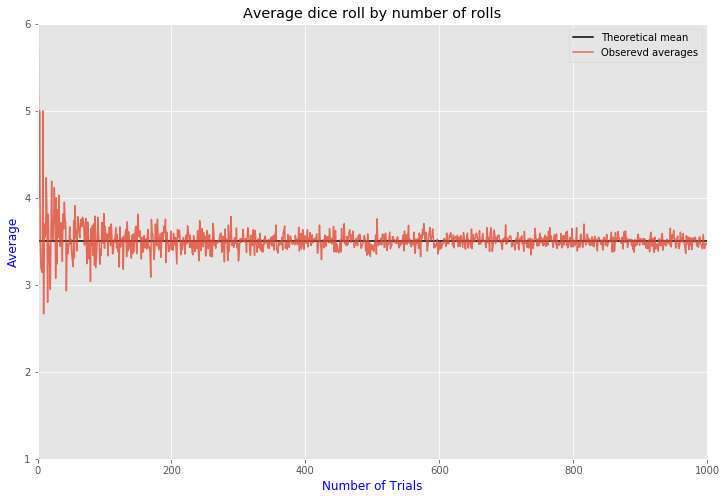 Average dice roll by number of rolls
Theoretical mean
Obserevd averages
6
5
4
3
2
1
Average
0 200 400 600 800 1000
Number of Trials